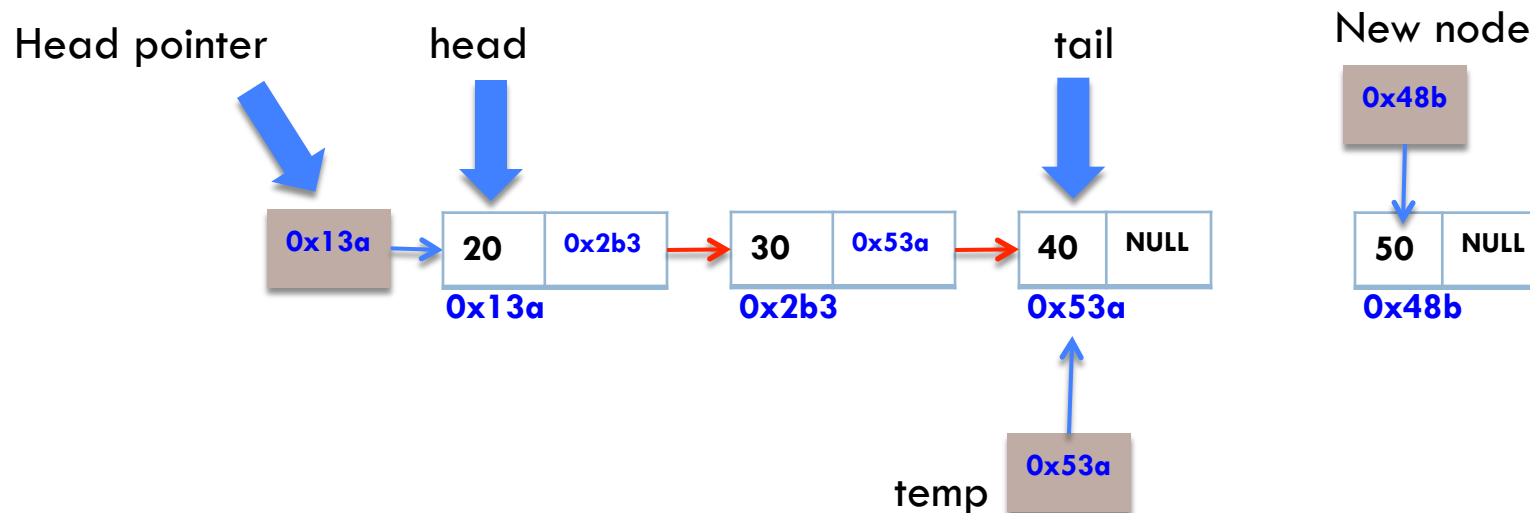 Head pointer
head
tail
New node
0x48b
0x13a
20
0x2b3
30
0x53a
40
NULL
50
NULL
0x13a
0x2b3
0x53a
0x48b
temp
0x53a